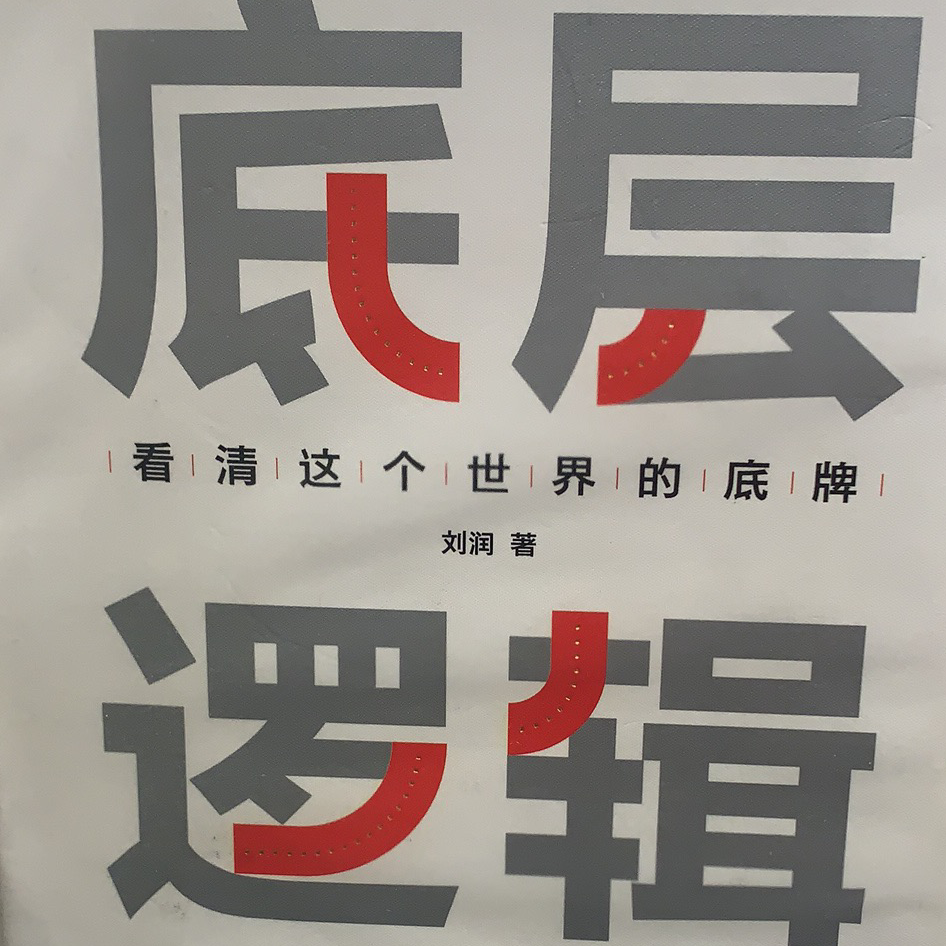 底层
看清这个世界的底牌
刘润 著
逻辑